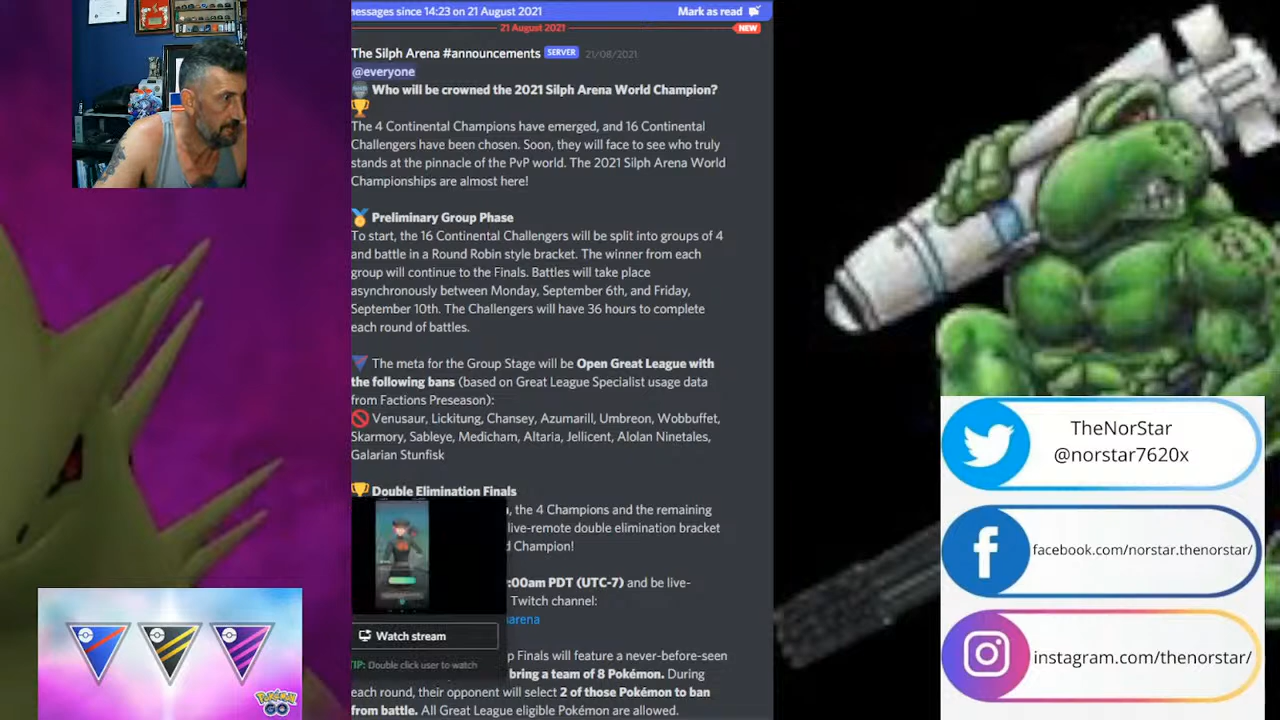 messages since 14:23 on 21 August 2021
Mark as read
21 August 2021
NEW
The Silph Arena #announcements SERVER 21/08/2021
@everyone
Who will be crowned the 2021 Silph Arena World Champion?
The 4 Continental Champions have emerged, and 16 Continental
Challengers have been chosen. Soon, they will face to see who truly
stands at the pinnacle of the PvP world. The 2021 Silph Arena World
Championships are almost here!
Preliminary Group Phase
To start, the 16 Continental Challengers will be split into groups of 4
and battle in a Round Robin style bracket. The winner from each
group will continue to the Finals. Battles will take place
asynchronously between Monday, September 6th, and Friday,
September 10th. The Challengers will have 36 hours to complete
each round of battles.
The meta for the Group Stage will be Open Great League with
the following bans (based on Great League Specialist usage data
from Factions Preseason):
Venusaur, Lickitung, Chansey, Azumarill, Umbreon, Wobbuffet,
Skarmory, Sableye, Medicham, Altaria, Jellicent, Alolan Ninetales,
Galarian Stunfisk
Double Elimination Finals
, the 4 Champions and the remaining
live-remote double elimination bracket
d Champion!
:00am PDT (UTC-7) and be live-
Twitch channel:
arena
Watch stream
TIP: Double click user to watch
p Finals will feature a never-before-seen
bring a team of 8 Pokémon. During
each round, their opponent will select 2 of those Pokémon to ban
from battle. All Great League eligible Pokémon are allowed.
TheNorStar
@norstar7620x
facebook.com/norstar.thenorstar/
instagram.com/thenorstar/
Pokémon
GO